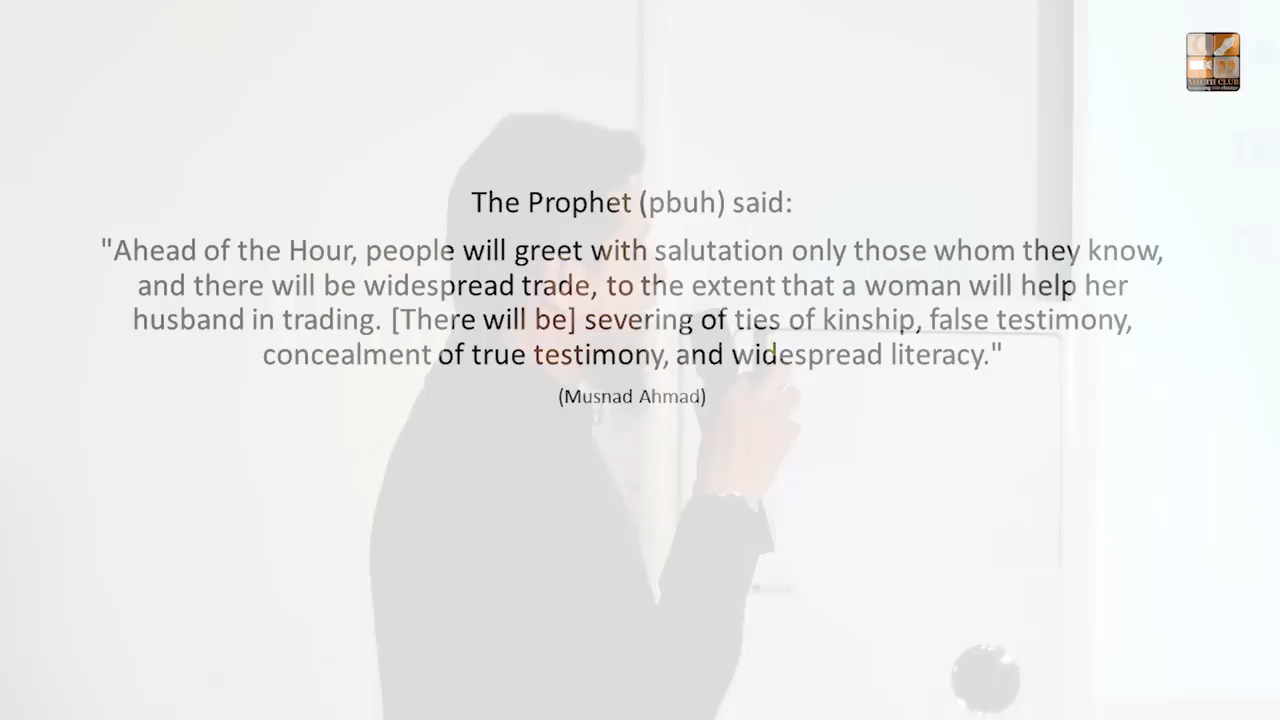 The Prophet (pbuh) said:
"Ahead of the Hour, people will greet with salutation only those whom they know,
and there will be widespread trade, to the extent that a woman will help her
husband in trading. [There will be] severing of ties of kinship, false testimony,
concealment of true testimony, and widespread literacy."
(Musnad Ahmad)
YOUTH CLUB